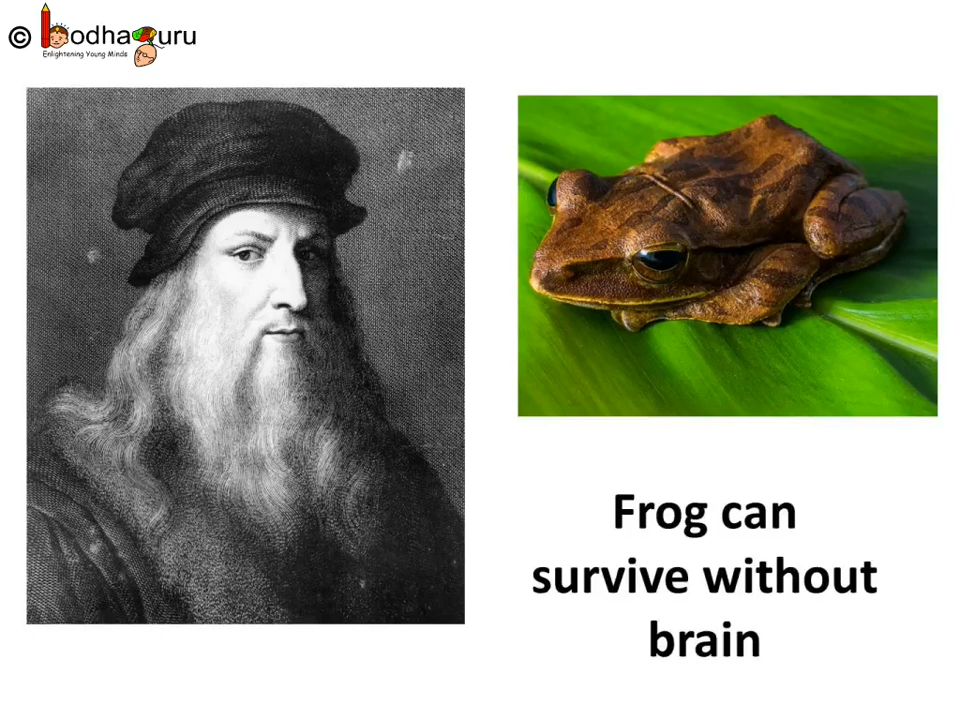 © BodhaGuru
Enlightening Young Minds
Frog can
survive without
brain